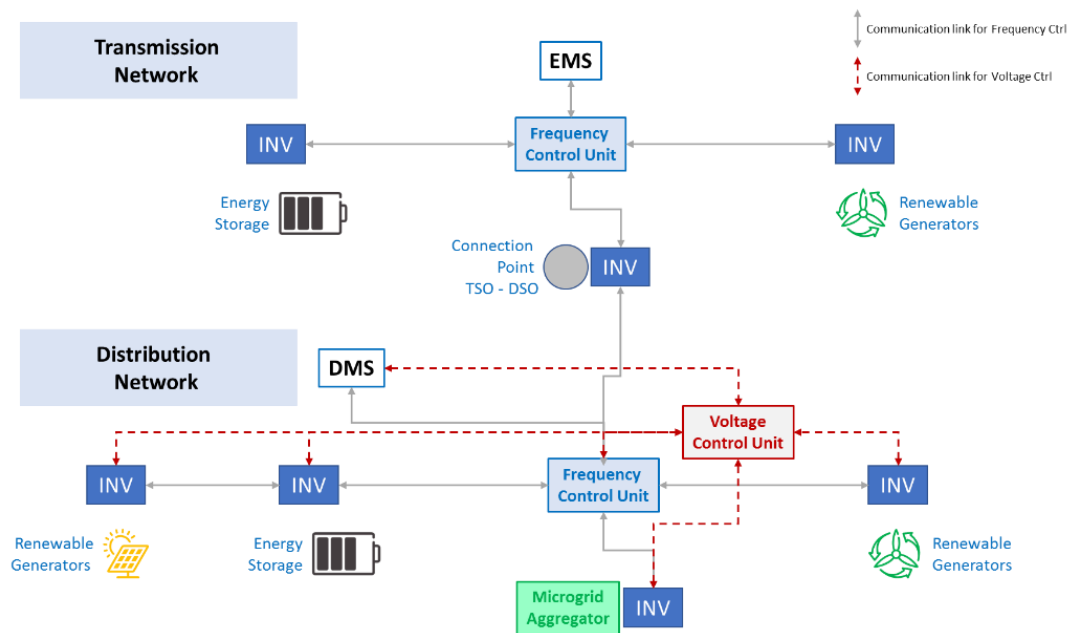 Transmission
Network
EMS
Communication link for Frequency Ctrl
Communication link for Voltage Ctrl
INV
Frequency
Control Unit
INV
Energy
Storage
Renewable
Generators
Connection
Point
TSO - DSO
INV
Distribution
Network
DMS
Voltage
Control Unit
INV
INV
Frequency
Control Unit
INV
Renewable
Generators
Energy
Storage
Renewable
Generators
Microgrid
Aggregator
INV